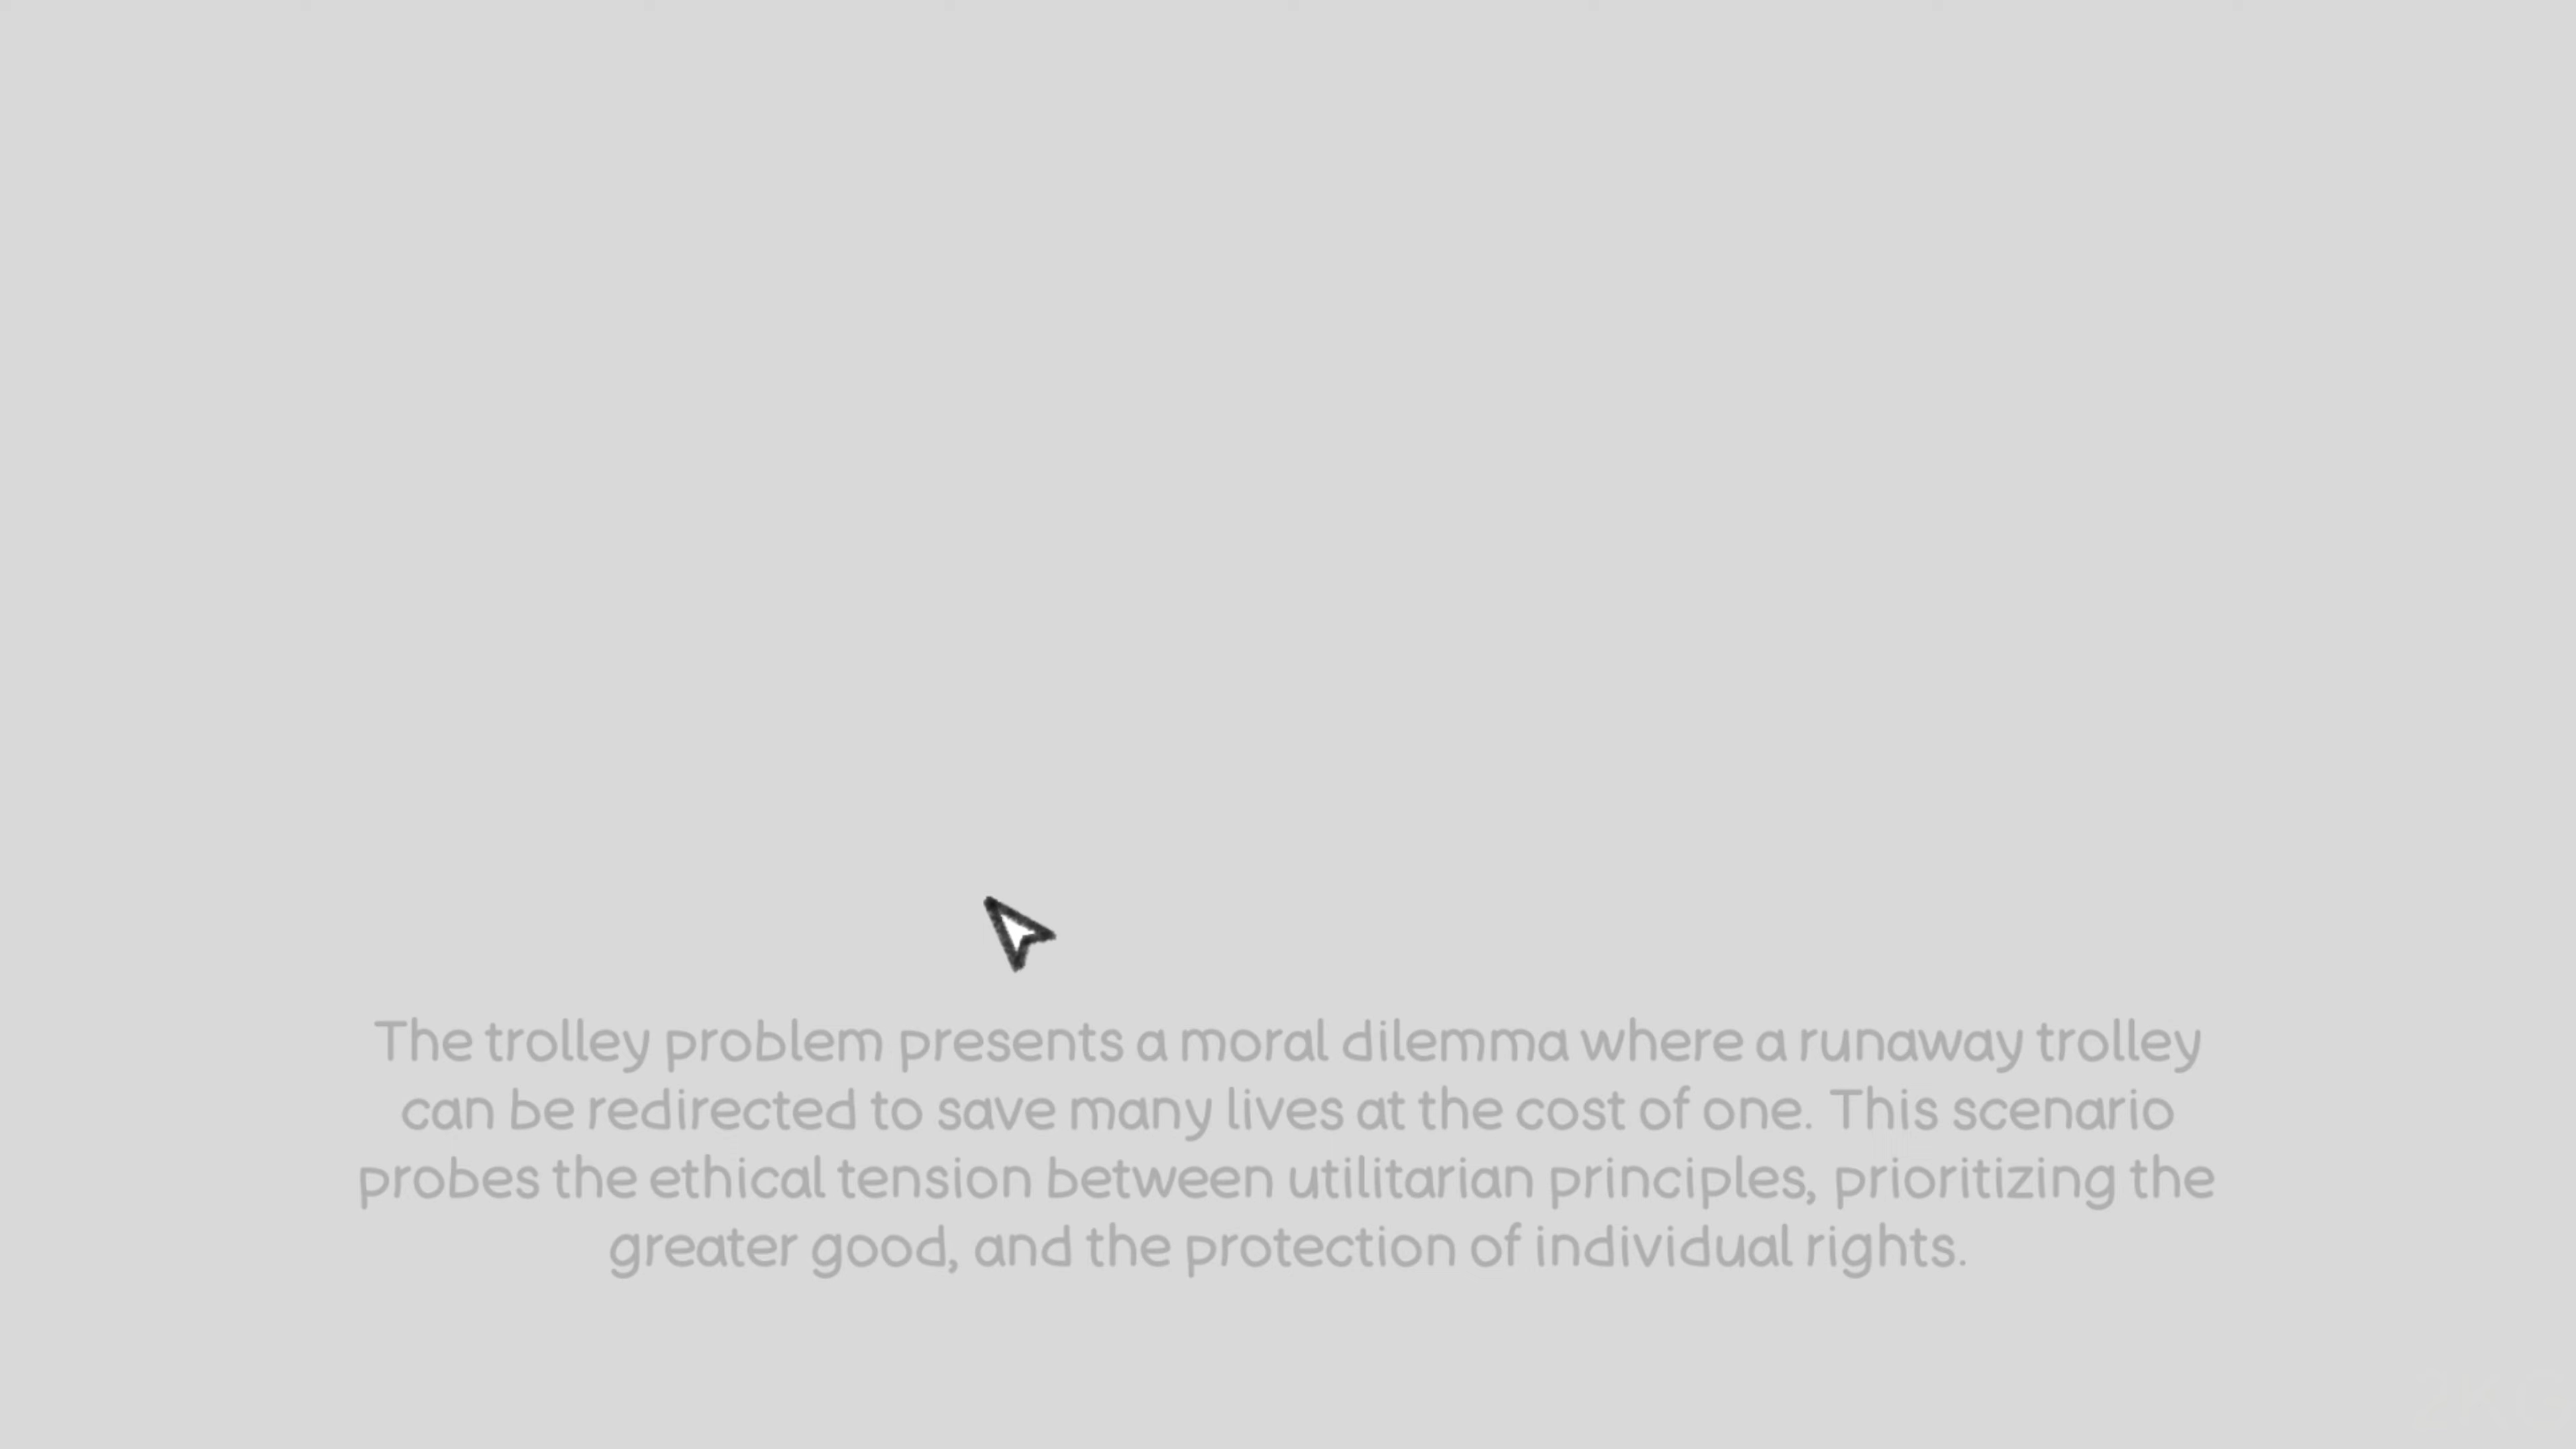 The trolley problem presents a moral dilemma where a runaway trolley
can be redirected to save many lives at the cost of one. This scenario
probes the ethical tension between utilitarian principles, prioritizing the
greater good, and the protection of individual rights.